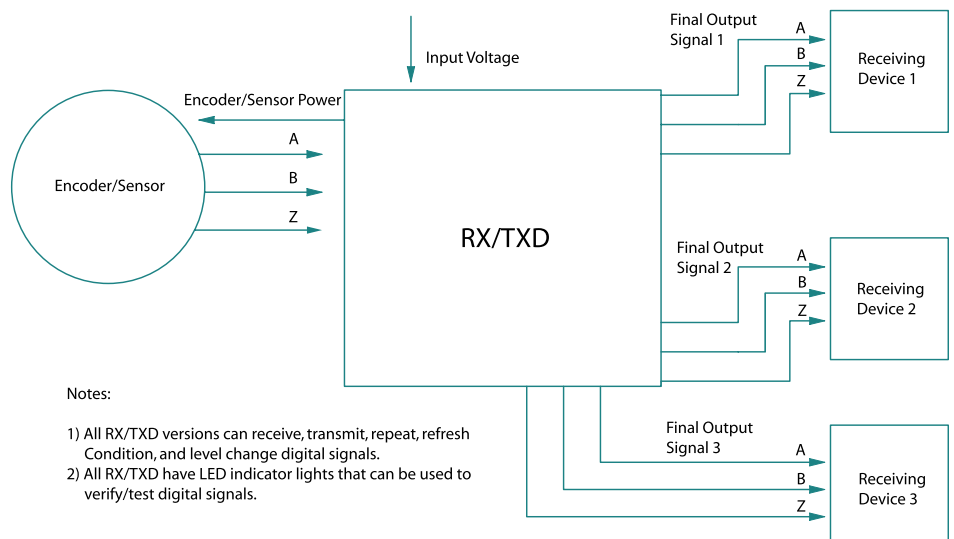 Final Output
Signal 1
A
B
Z
Receiving
Device 1
Input Voltage
Encoder/Sensor Power
A
B
Z
Encoder/Sensor
RX/TXD
Final Output
Signal 2
A
B
Z
Receiving
Device 2
Final Output
Signal 3
A
B
Z
Receiving
Device 3
Notes:
1) All RX/TXD versions can receive, transmit, repeat, refresh
Condition, and level change digital signals.
2) All RX/TXD have LED indicator lights that can be used to
verify/test digital signals.